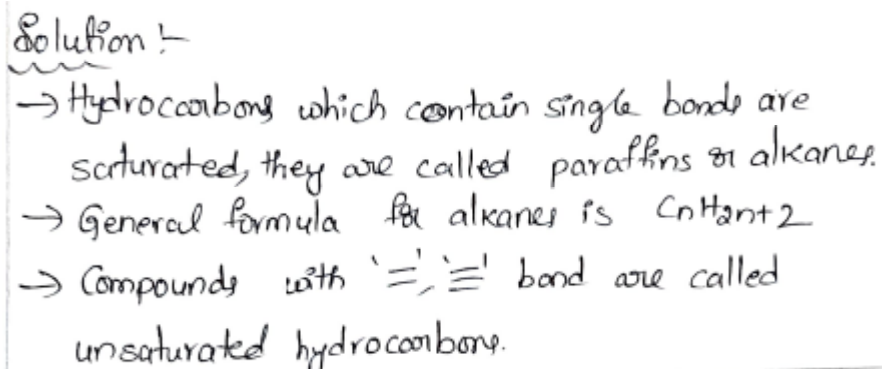 Solution :-
→ Hydrocarbons which contain single bonds are
saturated, they are called paraffins or alkanes.
→ General formula for alkanes is CnH2n+2
→ Compounds with '=', '≡' bond are called
unsaturated hydrocarbons.